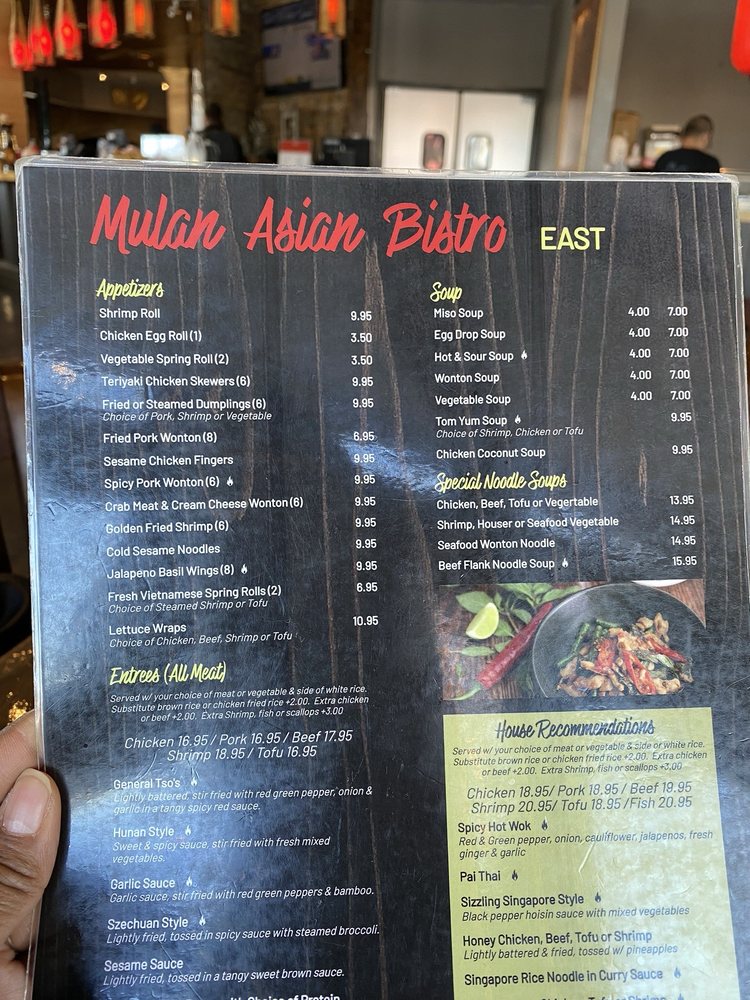 Mulan Asian Bistro EAST
Appetizers
Shrimp Roll 9.95
Chicken Egg Roll (1) 3.50
Vegetable Spring Roll (2) 3.50
Teriyaki Chicken Skewers (6) 9.95
Fried or Steamed Dumplings (6) 9.95
Choice of Pork, Shrimp or Vegetable
Fried Pork Wonton (8) 6.95
Sesame Chicken Fingers 9.95
Spicy Pork Wonton (6) 9.95
Crab Meat & Cream Cheese Wonton (6) 9.95
Golden Fried Shrimp (6) 9.95
Cold Sesame Noodles 9.95
Jalapeno Basil Wings (8) 9.95
Fresh Vietnamese Spring Rolls (2) 6.95
Choice of Steamed Shrimp or Tofu
Lettuce Wraps 10.95
Choice of Chicken, Beef, Shrimp or Tofu
Entrees (All Meat)
Served w/ your choice of meat or vegetable & side of white rice.
Substitute brown rice or chicken fried rice +2.00. Extra chicken
or beef +2.00. Extra Shrimp, fish or scallops +3.00
Chicken 16.95 / Pork 16.95 / Beef 17.95
Shrimp 18.95 / Tofu 16.95
General Tso's
Lightly battered, stir fried with red green pepper, onion &
garlic in a tangy spicy red sauce.
Hunan Style
Sweet & spicy sauce, stir fried with fresh mixed
vegetables.
Garlic Sauce
Garlic sauce, stir fried with red green peppers & bamboo.
Szechuan Style
Lightly fried, tossed in spicy sauce with steamed broccoli.
Sesame Sauce
Lightly fried, tossed in a tangy sweet brown sauce.
with Choice of Protein
Soup
Miso Soup 4.00 7.00
Egg Drop Soup 4.00 7.00
Hot & Sour Soup 4.00 7.00
Wonton Soup 4.00 7.00
Vegetable Soup 4.00 7.00
Tom Yum Soup 9.95
Choice of Shrimp, Chicken or Tofu
Chicken Coconut Soup 9.95
Special Noodle Soups
Chicken, Beef, Tofu or Vergertable 13.95
Shrimp, Houser or Seafood Vegetable 14.95
Seafood Wonton Noodle 14.95
Beef Flank Noodle Soup 15.95
House Recommendations
Served w/ your choice of meat or vegetable & side of white rice.
Substitute brown rice or chicken fried rice +2.00. Extra chicken
or beef +2.00. Extra Shrimp, fish or scallops +3.00
Chicken 18.95/ Pork 18.95 / Beef 19.95
Shrimp 20.95/ Tofu 18.95 /Fish 20.95
Spicy Hot Wok
Red & Green pepper, onion, cauliflower, jalapenos, fresh
ginger & garlic
Pai Thai
Sizzling Singapore Style
Black pepper hoisin sauce with mixed vegetables
Honey Chicken, Beef, Tofu or Shrimp
Lightly battered & fried, tossed w/ pineapples
Singapore Rice Noodle in Curry Sauce